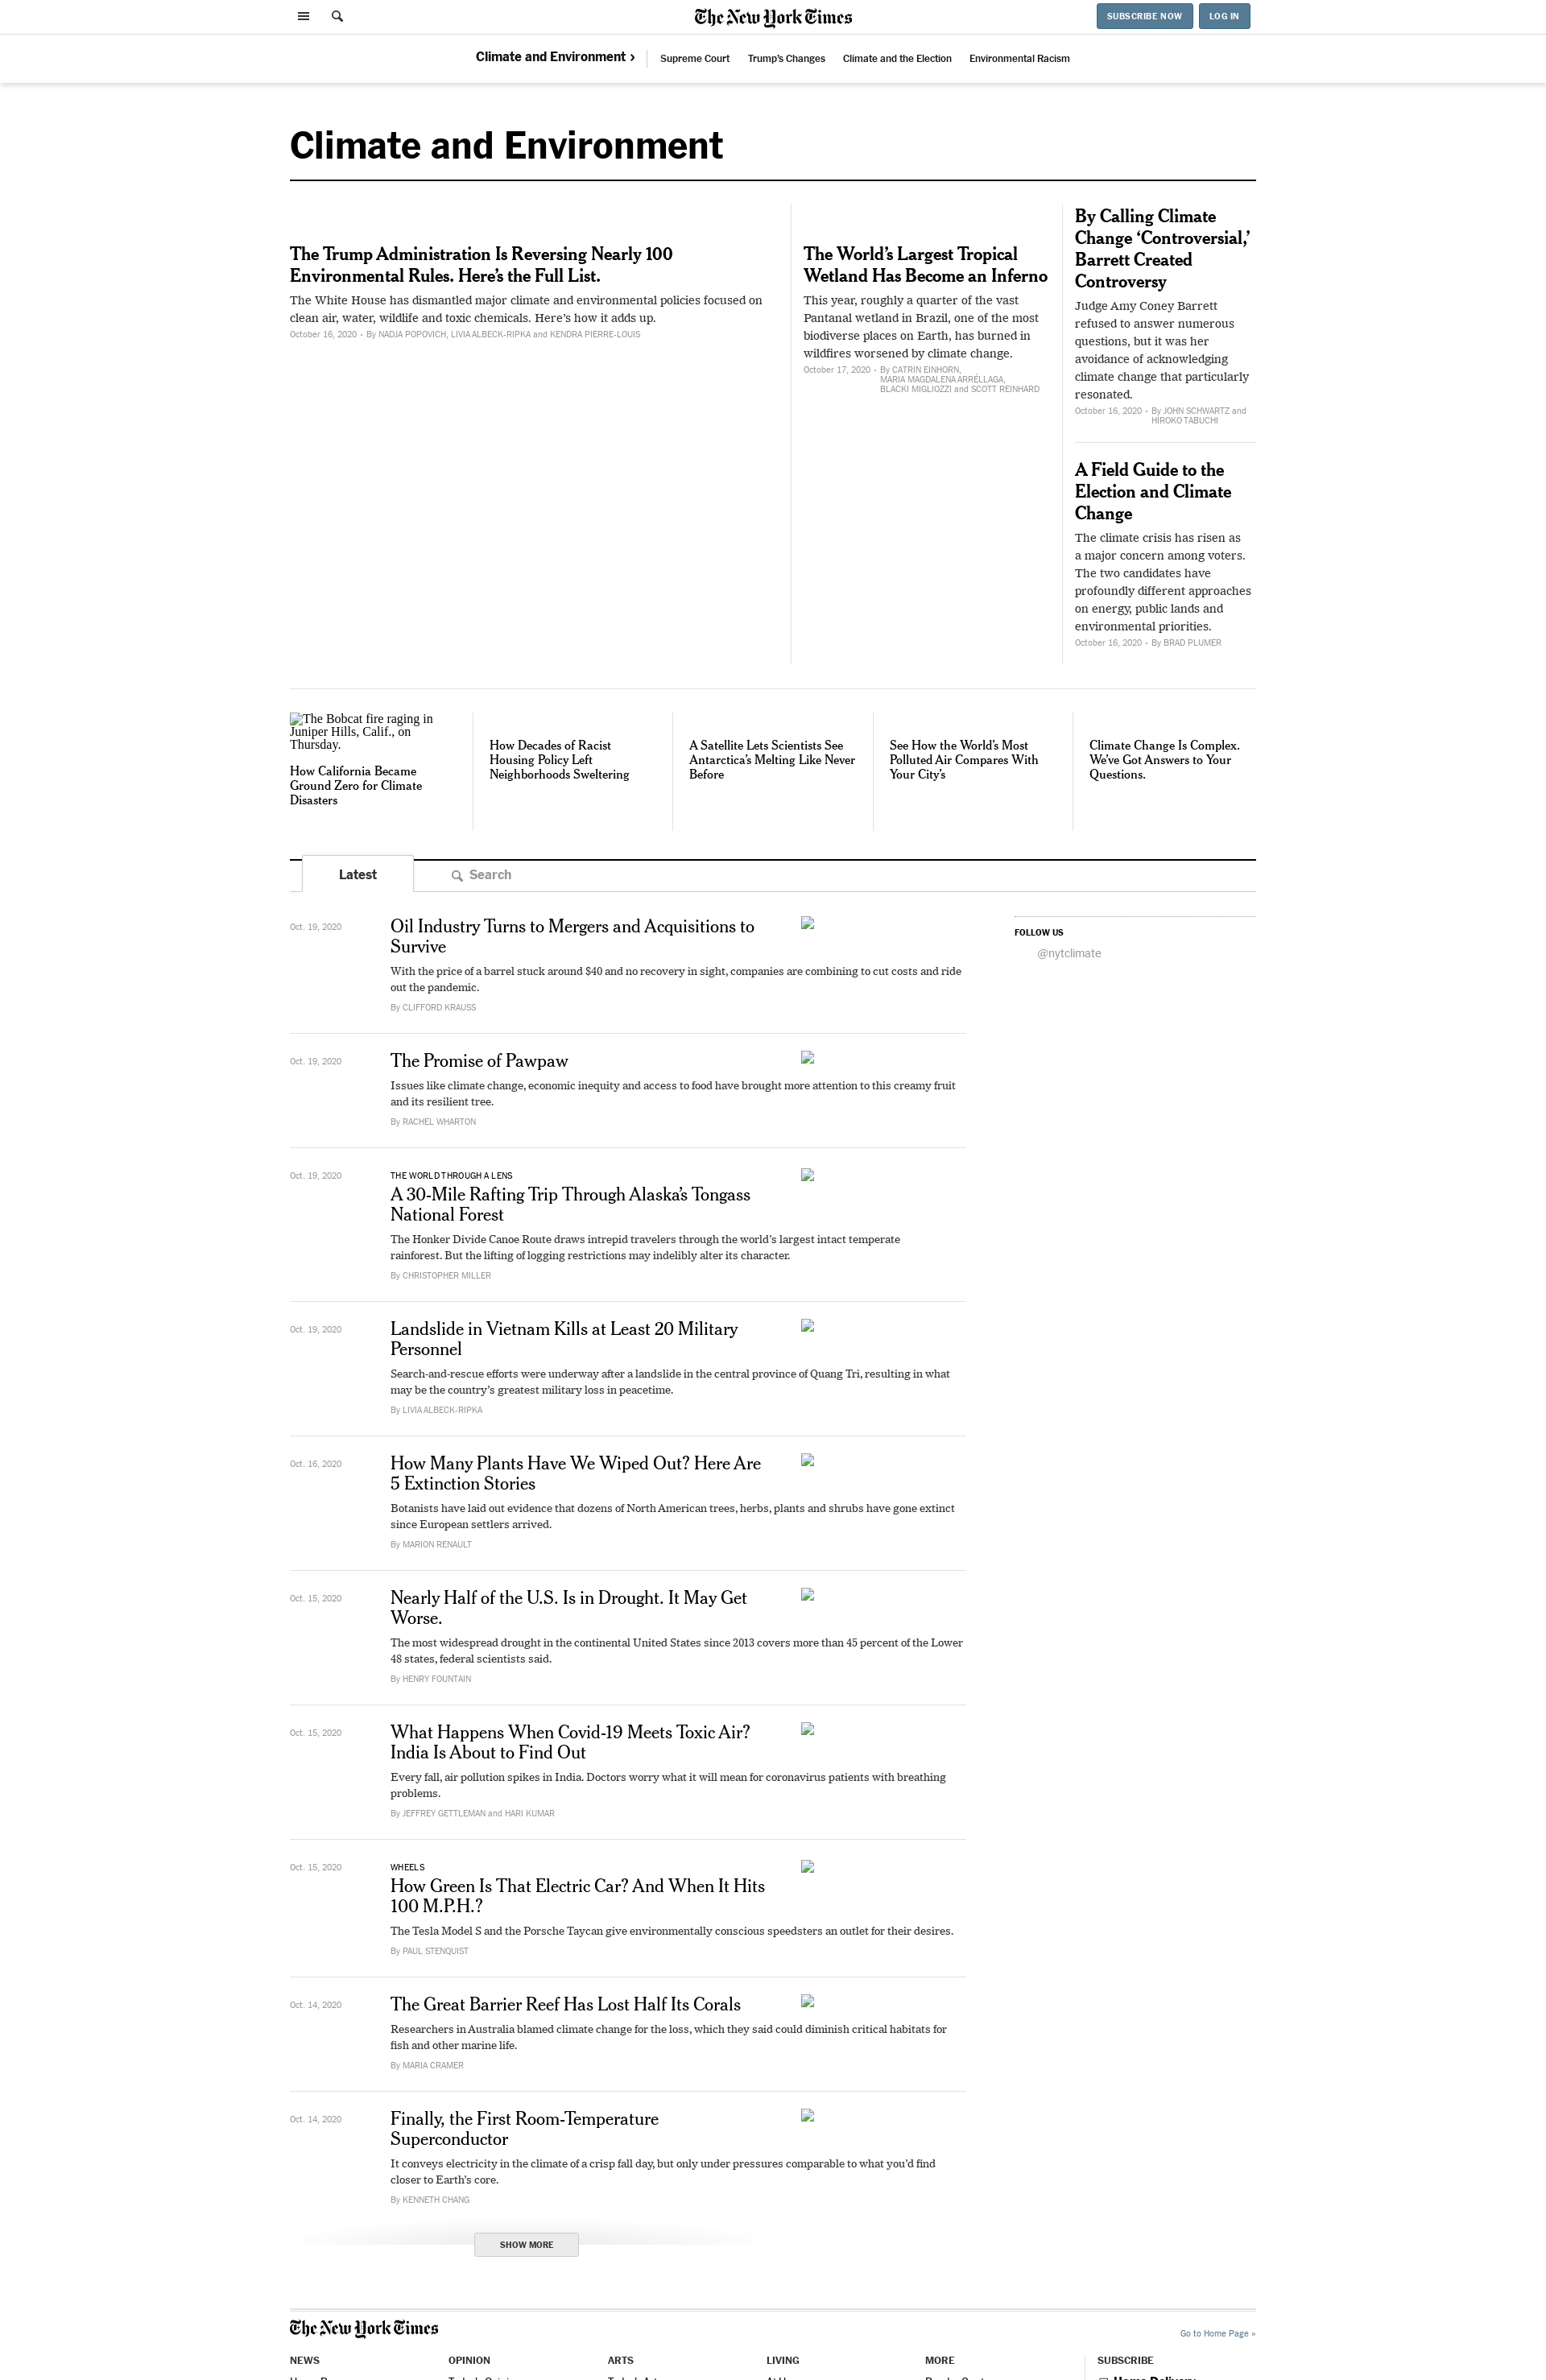 The New York Times
SUBSCRIBE NOW
LOG IN
Climate and Environment ›
Supreme Court
Trump's Changes
Climate and the Election
Environmental Racism
Climate and Environment
The Trump Administration Is Reversing Nearly 100
Environmental Rules. Here's the Full List.
The White House has dismantled major climate and environmental policies focused on
clean air, water, wildlife and toxic chemicals. Here's how it adds up.
October 16, 2020 • By NADJA POPOVICH, LIVIA ALBECK-RIPKA and KENDRA PIERRE-LOUIS
The World's Largest Tropical
Wetland Has Become an Inferno
This year, roughly a quarter of the vast
Pantanal wetland in Brazil, one of the most
biodiverse places on Earth, has burned in
wildfires worsened by climate change.
October 17, 2020 • By CATRIN EINHORN,
MARIA MAGDALENA ARRÉLLAGA,
BLACKI MIGLIOZZI and SCOTT REINHARD
By Calling Climate
Change 'Controversial,'
Barrett Created
Controversy
Judge Amy Coney Barrett
refused to answer numerous
questions, but it was her
avoidance of acknowledging
climate change that particularly
resonated.
October 16, 2020 • By JOHN SCHWARTZ and
HIROKO TABUCHI
A Field Guide to the
Election and Climate
Change
The climate crisis has risen as
a major concern among voters.
The two candidates have
profoundly different approaches
on energy, public lands and
environmental priorities.
October 16, 2020 • By BRAD PLUMER
The Bobcat fire raging in
Juniper Hills, Calif., on
Thursday.
How California Became
Ground Zero for Climate
Disasters
How Decades of Racist
Housing Policy Left
Neighborhoods Sweltering
A Satellite Lets Scientists See
Antarctica's Melting Like Never
Before
See How the World's Most
Polluted Air Compares With
Your City's
Climate Change Is Complex.
We've Got Answers to Your
Questions.
Latest
Search
Oct. 19, 2020
Oil Industry Turns to Mergers and Acquisitions to
Survive
With the price of a barrel stuck around $40 and no recovery in sight, companies are combining to cut costs and ride
out the pandemic.
By CLIFFORD KRAUSS
FOLLOW US
@nytclimate
Oct. 19, 2020
The Promise of Pawpaw
Issues like climate change, economic inequity and access to food have brought more attention to this creamy fruit
and its resilient tree.
By RACHEL WHARTON
Oct. 19, 2020
THE WORLD THROUGH A LENS
A 30-Mile Rafting Trip Through Alaska's Tongass
National Forest
The Honker Divide Canoe Route draws intrepid travelers through the world's largest intact temperate
rainforest. But the lifting of logging restrictions may indelibly alter its character.
By CHRISTOPHER MILLER
Oct. 19, 2020
Landslide in Vietnam Kills at Least 20 Military
Personnel
Search-and-rescue efforts were underway after a landslide in the central province of Quang Tri, resulting in what
may be the country's greatest military loss in peacetime.
By LIVIA ALBECK-RIPKA
Oct. 16, 2020
How Many Plants Have We Wiped Out? Here Are
5 Extinction Stories
Botanists have laid out evidence that dozens of North American trees, herbs, plants and shrubs have gone extinct
since European settlers arrived.
By MARION RENAULT
Oct. 15, 2020
Nearly Half of the U.S. Is in Drought. It May Get
Worse.
The most widespread drought in the continental United States since 2013 covers more than 45 percent of the Lower
48 states, federal scientists said.
By HENRY FOUNTAIN
Oct. 15, 2020
What Happens When Covid-19 Meets Toxic Air?
India Is About to Find Out
Every fall, air pollution spikes in India. Doctors worry what it will mean for coronavirus patients with breathing
problems.
By JEFFREY GETTLEMAN and HARI KUMAR
Oct. 15, 2020
WHEELS
How Green Is That Electric Car? And When It Hits
100 M.P.H.?
The Tesla Model S and the Porsche Taycan give environmentally conscious speedsters an outlet for their desires.
By PAUL STENQUIST
Oct. 14, 2020
The Great Barrier Reef Has Lost Half Its Corals
Researchers in Australia blamed climate change for the loss, which they said could diminish critical habitats for
fish and other marine life.
By MARIA CRAMER
Oct. 14, 2020
Finally, the First Room-Temperature
Superconductor
It conveys electricity in the climate of a crisp fall day, but only under pressures comparable to what you'd find
closer to Earth's core.
By KENNETH CHANG
SHOW MORE
The New York Times
Go to Home Page »
NEWS
OPINION
ARTS
LIVING
MORE
SUBSCRIBE
Home Delivery